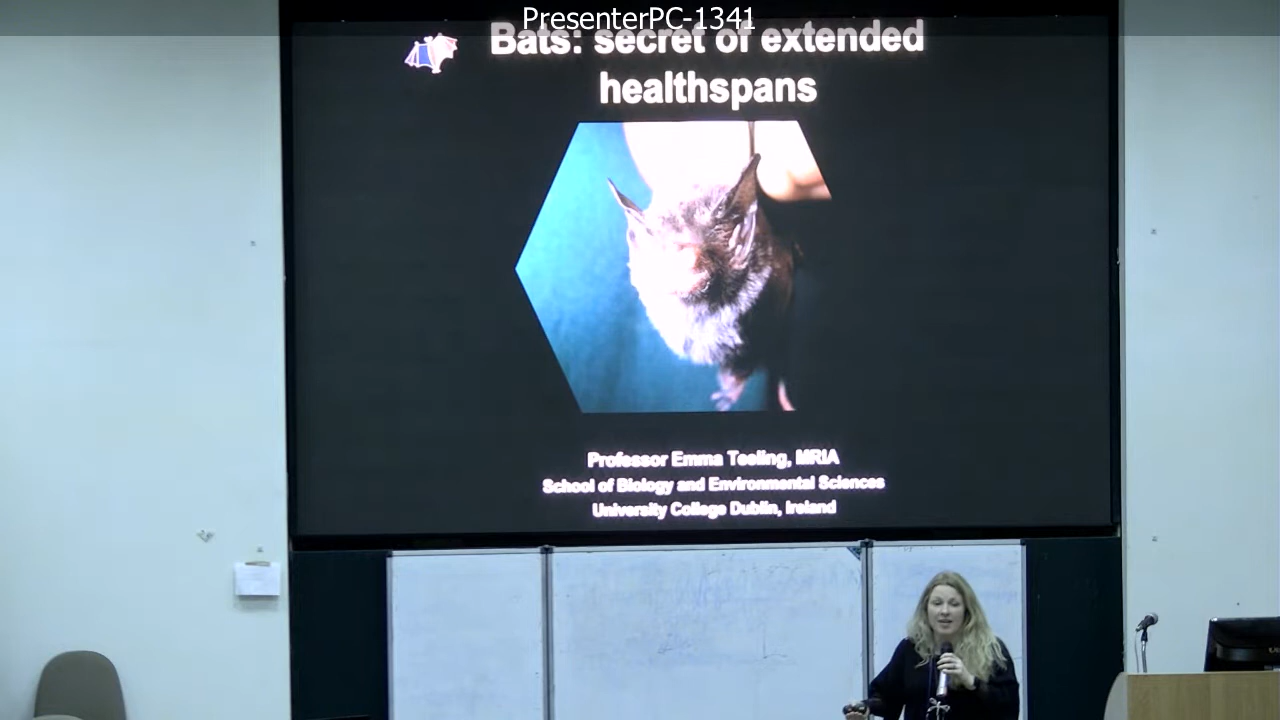 PresenterPC-1341
Bats: secret of extended
healthspans
Professor Emma Teeling, MRIA
School of Biology and Environmental Sciences
University College Dublin, Ireland